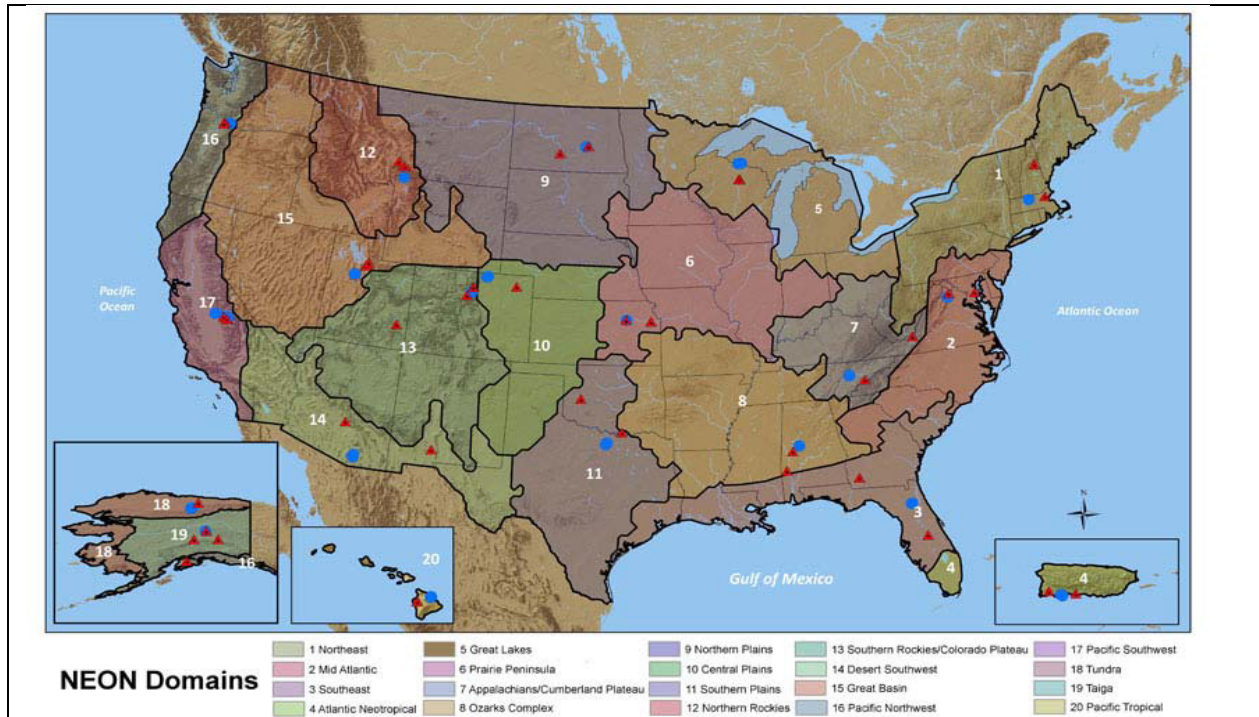 16
12
9
1
5
15
6
Pacific
Ocean
17
7
Atlantic Ocean
13
10
2
8
14
11
N
18
3
19
20
18
16
4
4
Gulf of Mexico
NEON Domains
1 Northeast
2 Mid Atlantic
3 Southeast
4 Atlantic Neotropical
5 Great Lakes
6 Prairie Peninsula
7 Appalachians/Cumberland Plateau
8 Ozarks Complex
9 Northern Plains
10 Central Plains
11 Southern Plains
12 Northern Rockies
13 Southern Rockies/Colorado Plateau
14 Desert Southwest
15 Great Basin
16 Pacific Northwest
17 Pacific Southwest
18 Tundra
19 Taiga
20 Pacific Tropical